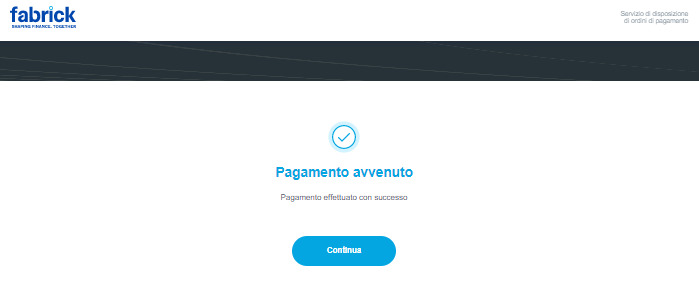 fabrick
SHAPING FINANCE. TOGETHER
Servizio di disposizione
di ordini di pagamento
Pagamento avvenuto
Pagamento effettuato con successo
Continua